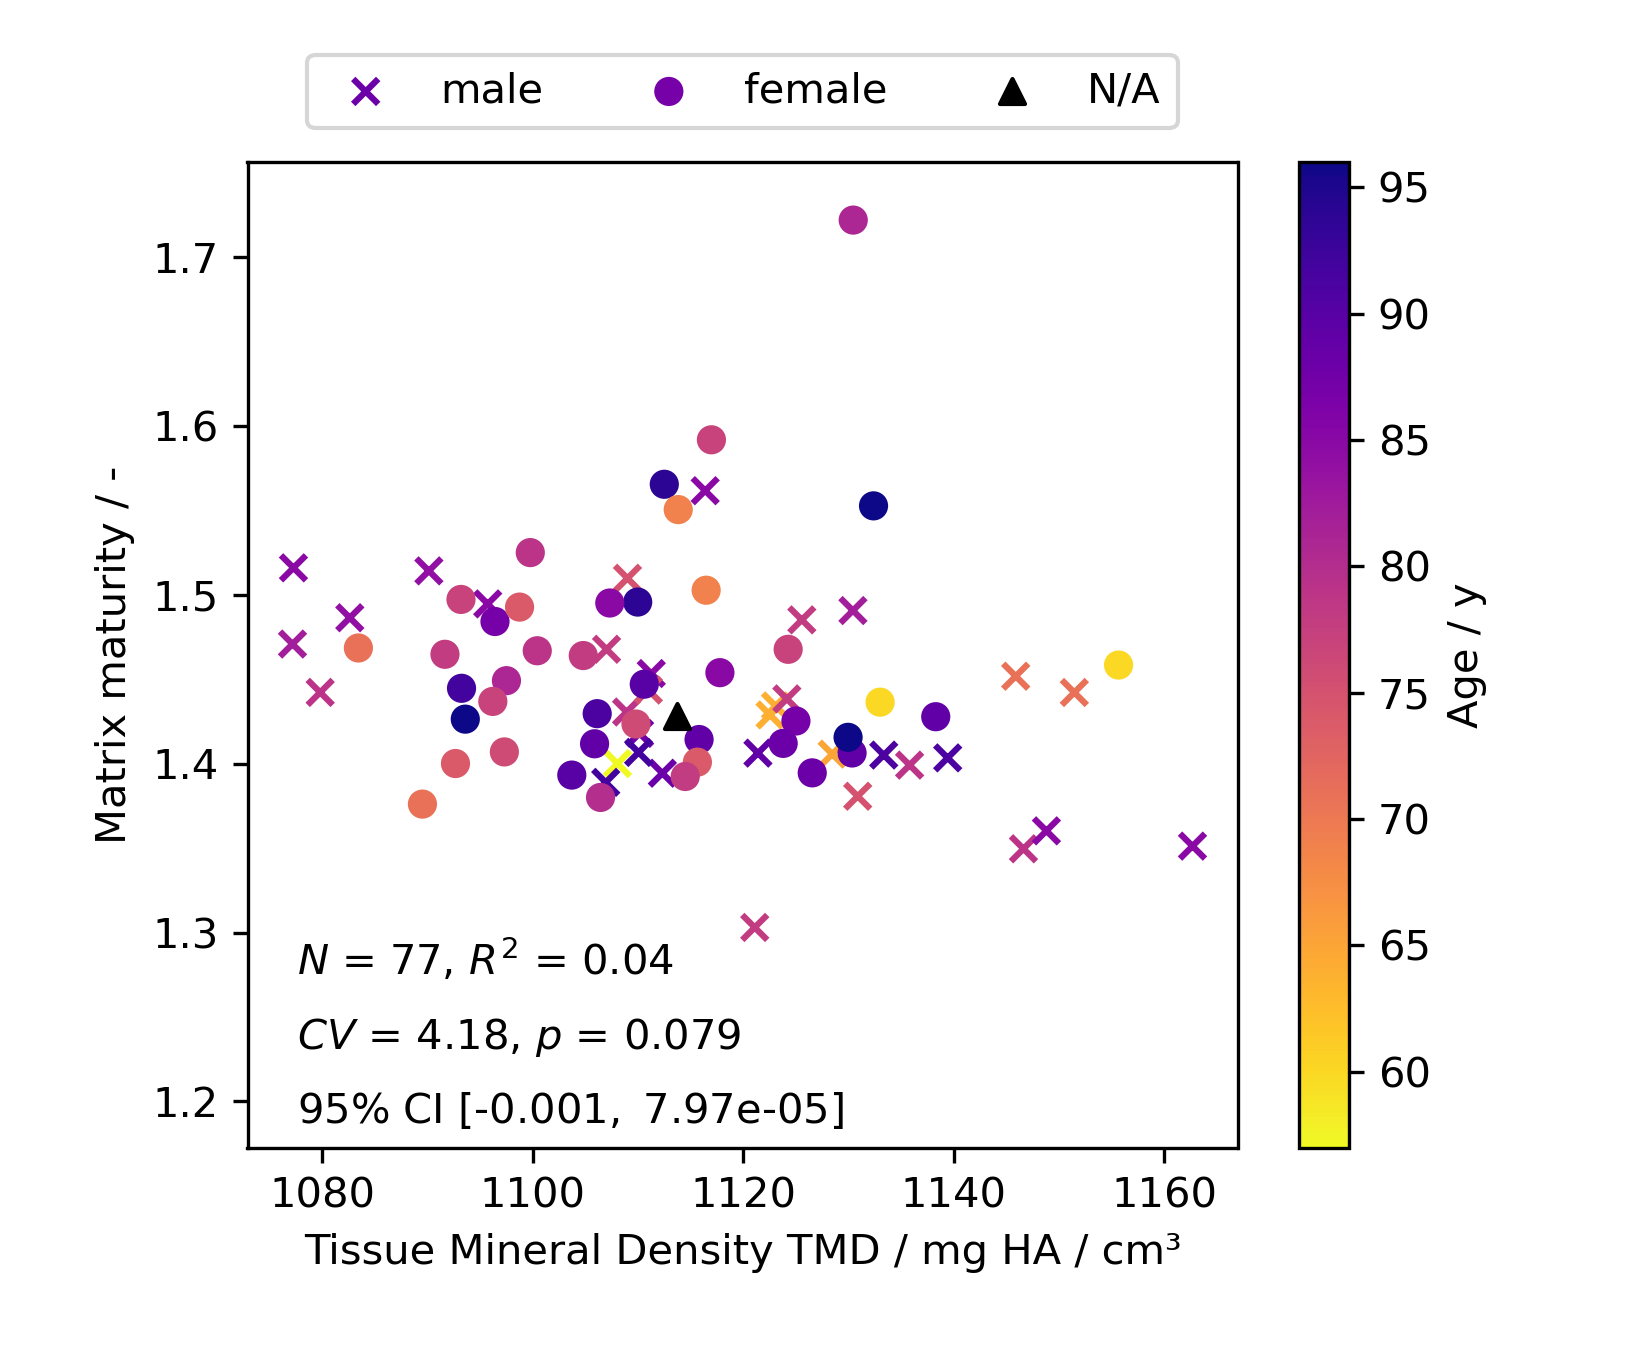 male female N/A
1.7
1.6
1.5
1.4
1.3
1.2
Matrix maturity / -
N = 77, R² = 0.04
CV = 4.18, p = 0.079
95% CI [-0.001, 7.97e-05]
1080 1100 1120 1140 1160
Tissue Mineral Density TMD / mg HA / cm³
95
90
85
80
75
70
65
60
Age / y